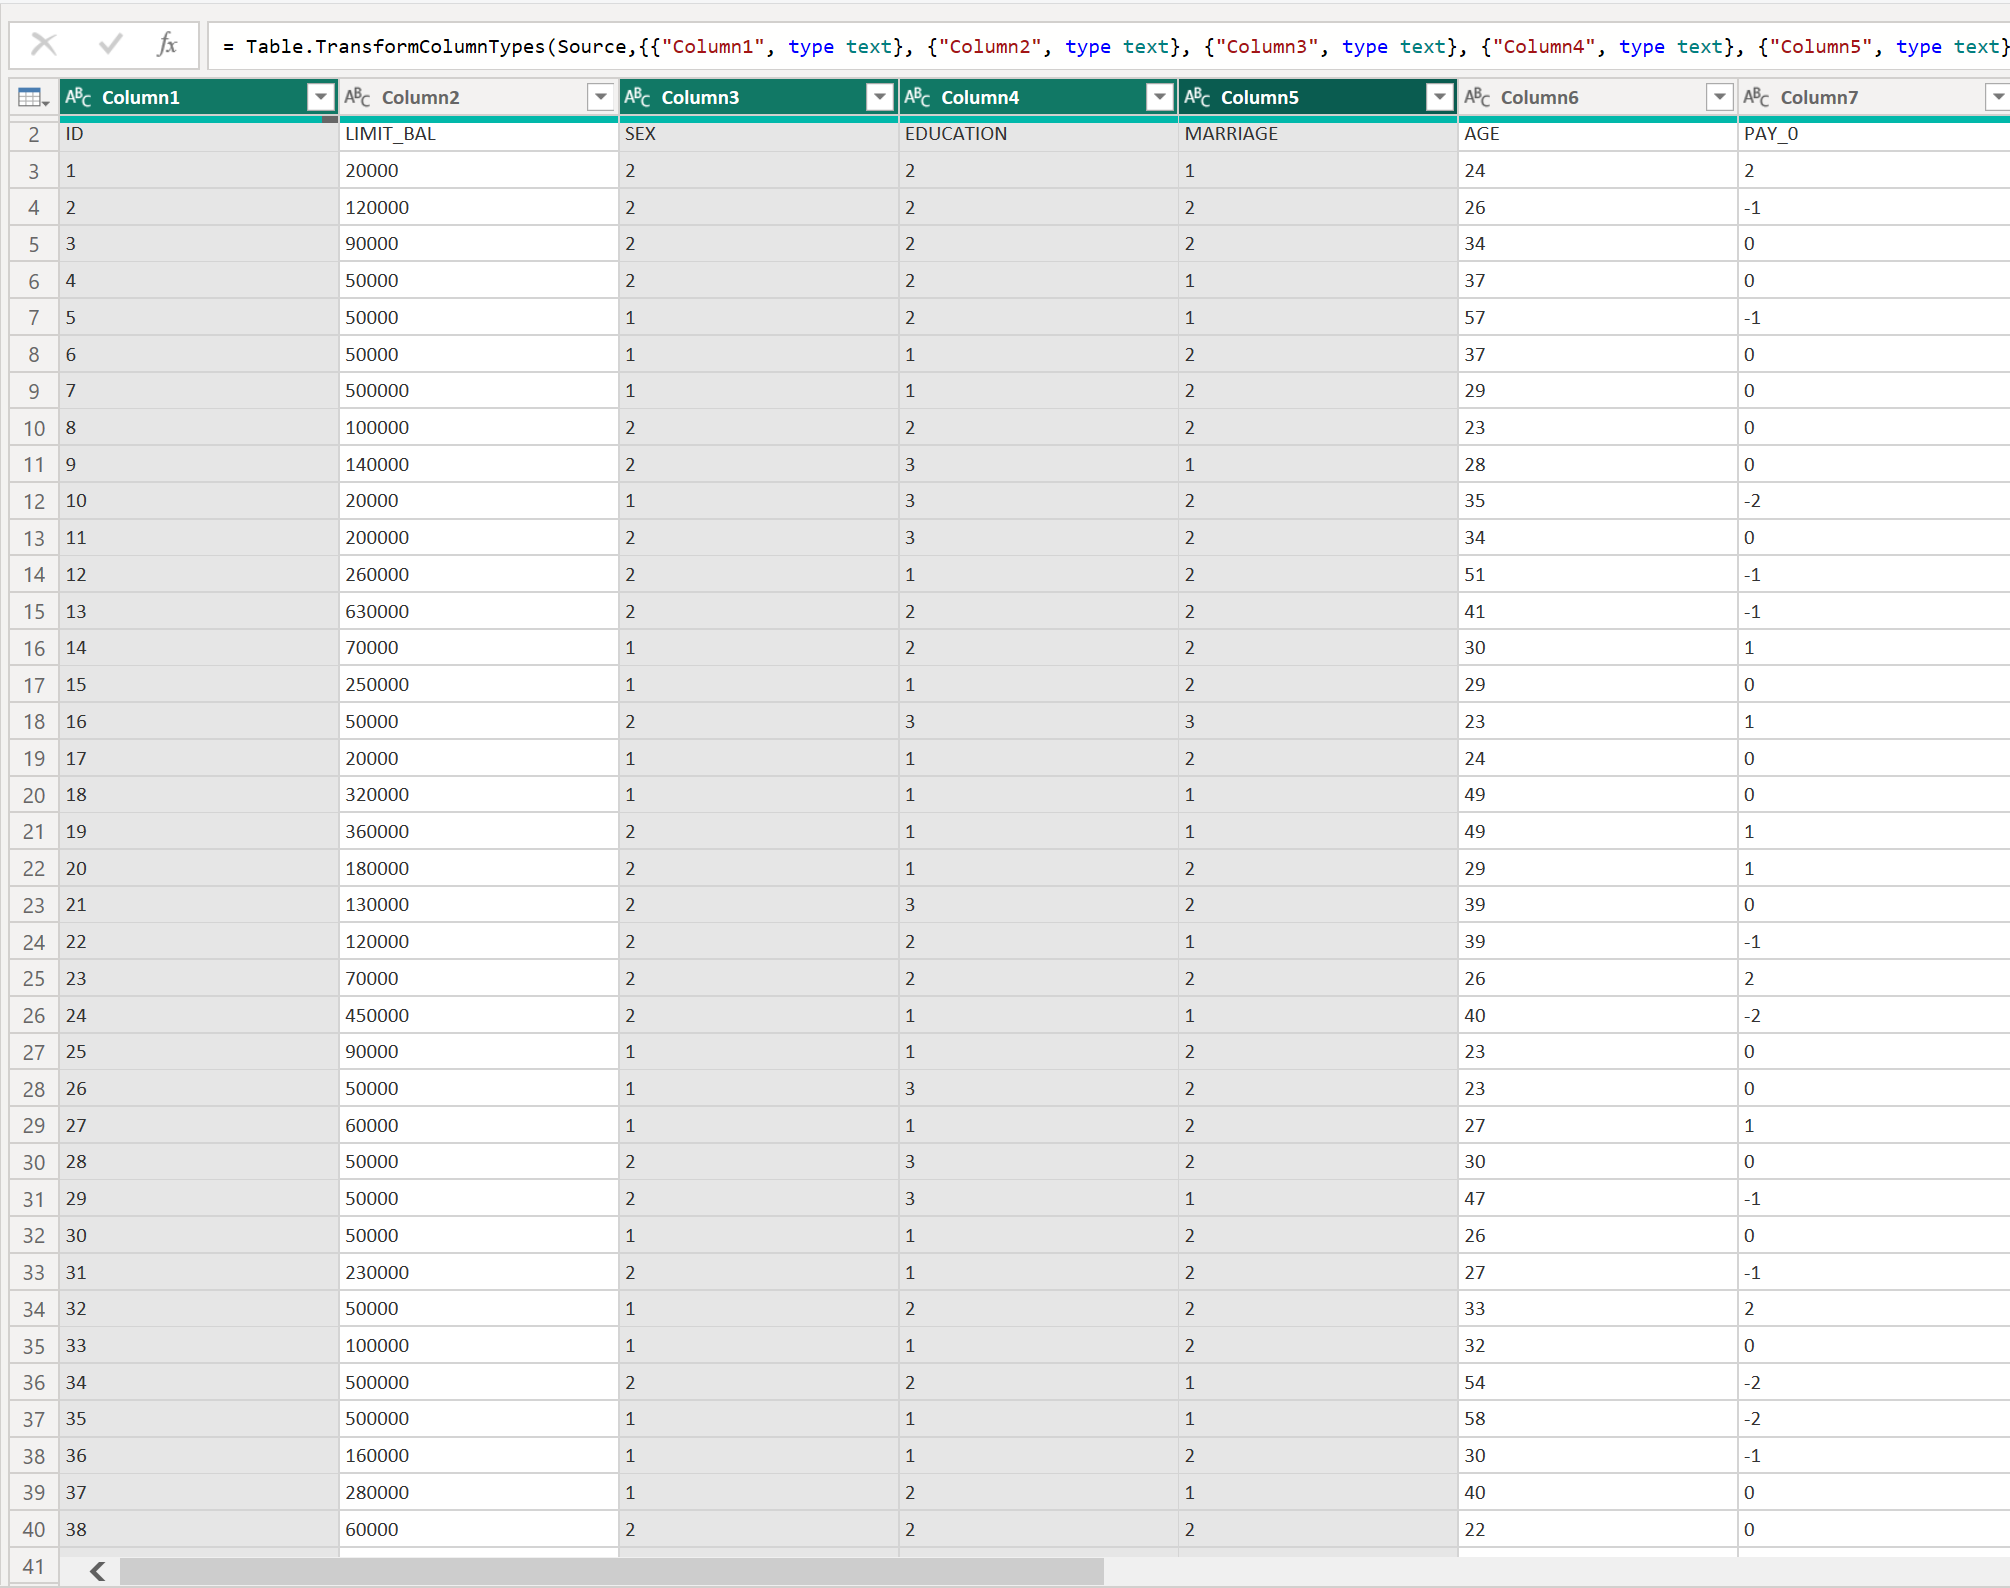 fx = Table.TransformColumnTypes(Source,{{"Column1", type text}, {"Column2", type text}, {"Column3", type text}, {"Column4", type text}, {"Column5", type text}
ABC Column1 ABC Column2 ABC Column3 ABC Column4 ABC Column5 ABC Column6 ABC Column7
2 ID LIMIT_BAL SEX EDUCATION MARRIAGE AGE PAY_0
3 1 20000 2 2 1 24 2
4 2 120000 2 2 2 26 -1
5 3 90000 2 2 2 34 0
6 4 50000 2 2 1 37 0
7 5 50000 1 2 1 57 -1
8 6 50000 1 1 2 37 0
9 7 500000 1 1 2 29 0
10 8 100000 2 2 2 23 0
11 9 140000 2 3 1 28 0
12 10 20000 1 3 2 35 -2
13 11 200000 2 3 2 34 0
14 12 260000 2 1 2 51 -1
15 13 630000 2 2 2 41 -1
16 14 70000 1 2 2 30 1
17 15 250000 1 1 2 29 0
18 16 50000 2 3 3 23 1
19 17 20000 1 1 2 24 0
20 18 320000 1 1 1 49 0
21 19 360000 2 1 1 49 1
22 20 180000 2 1 2 29 1
23 21 130000 2 3 2 39 0
24 22 120000 2 2 1 39 -1
25 23 70000 2 2 2 26 2
26 24 450000 2 1 1 40 -2
27 25 90000 1 1 2 23 0
28 26 50000 1 3 2 23 0
29 27 60000 1 1 2 27 1
30 28 50000 2 3 2 30 0
31 29 50000 2 3 1 47 -1
32 30 50000 1 1 2 26 0
33 31 230000 2 1 2 27 -1
34 32 50000 1 2 2 33 2
35 33 100000 1 1 2 32 0
36 34 500000 2 2 1 54 -2
37 35 500000 1 1 1 58 -2
38 36 160000 1 1 2 30 -1
39 37 280000 1 2 1 40 0
40 38 60000 2 2 2 22 0
41